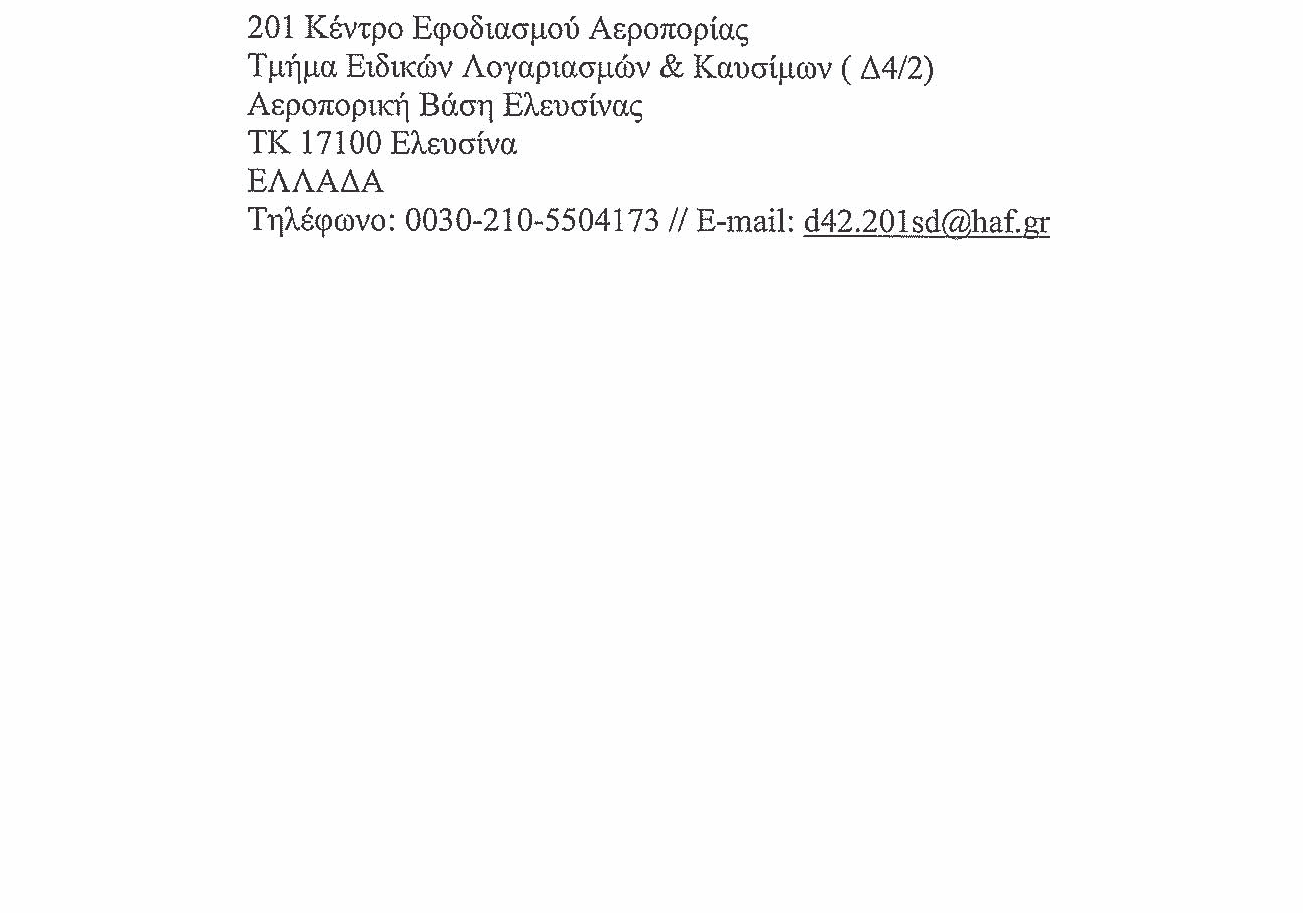 201 Κέντρο Εφοδιασμού Αεροπορίας
Τμήμα Ειδικών Λογαριασμών & Καυσίμων ( Δ4/2)
Αεροπορική Βάση Ελευσίνας
ΤΚ 17100 Ελευσίνα
ΕΛΛΑΔΑ
Τηλέφωνο: 0030-210-5504173 // E-mail: d42.201sd@haf.gr